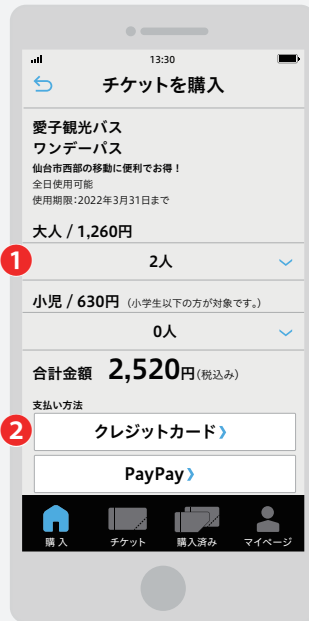 13:30
チケットを購入
愛子観光バス
ワンデーパス
仙台市西部の移動に便利でお得！
全日使用可能
使用期限：2022年3月31日まで
大人 / 1,260円
1
2人
小児 / 630円（小学生以下の方が対象です。）
0人
合計金額 2,520円（税込み）
支払い方法
2
クレジットカード❯
PayPay❯
購 入 チケット 購入済み マイページ